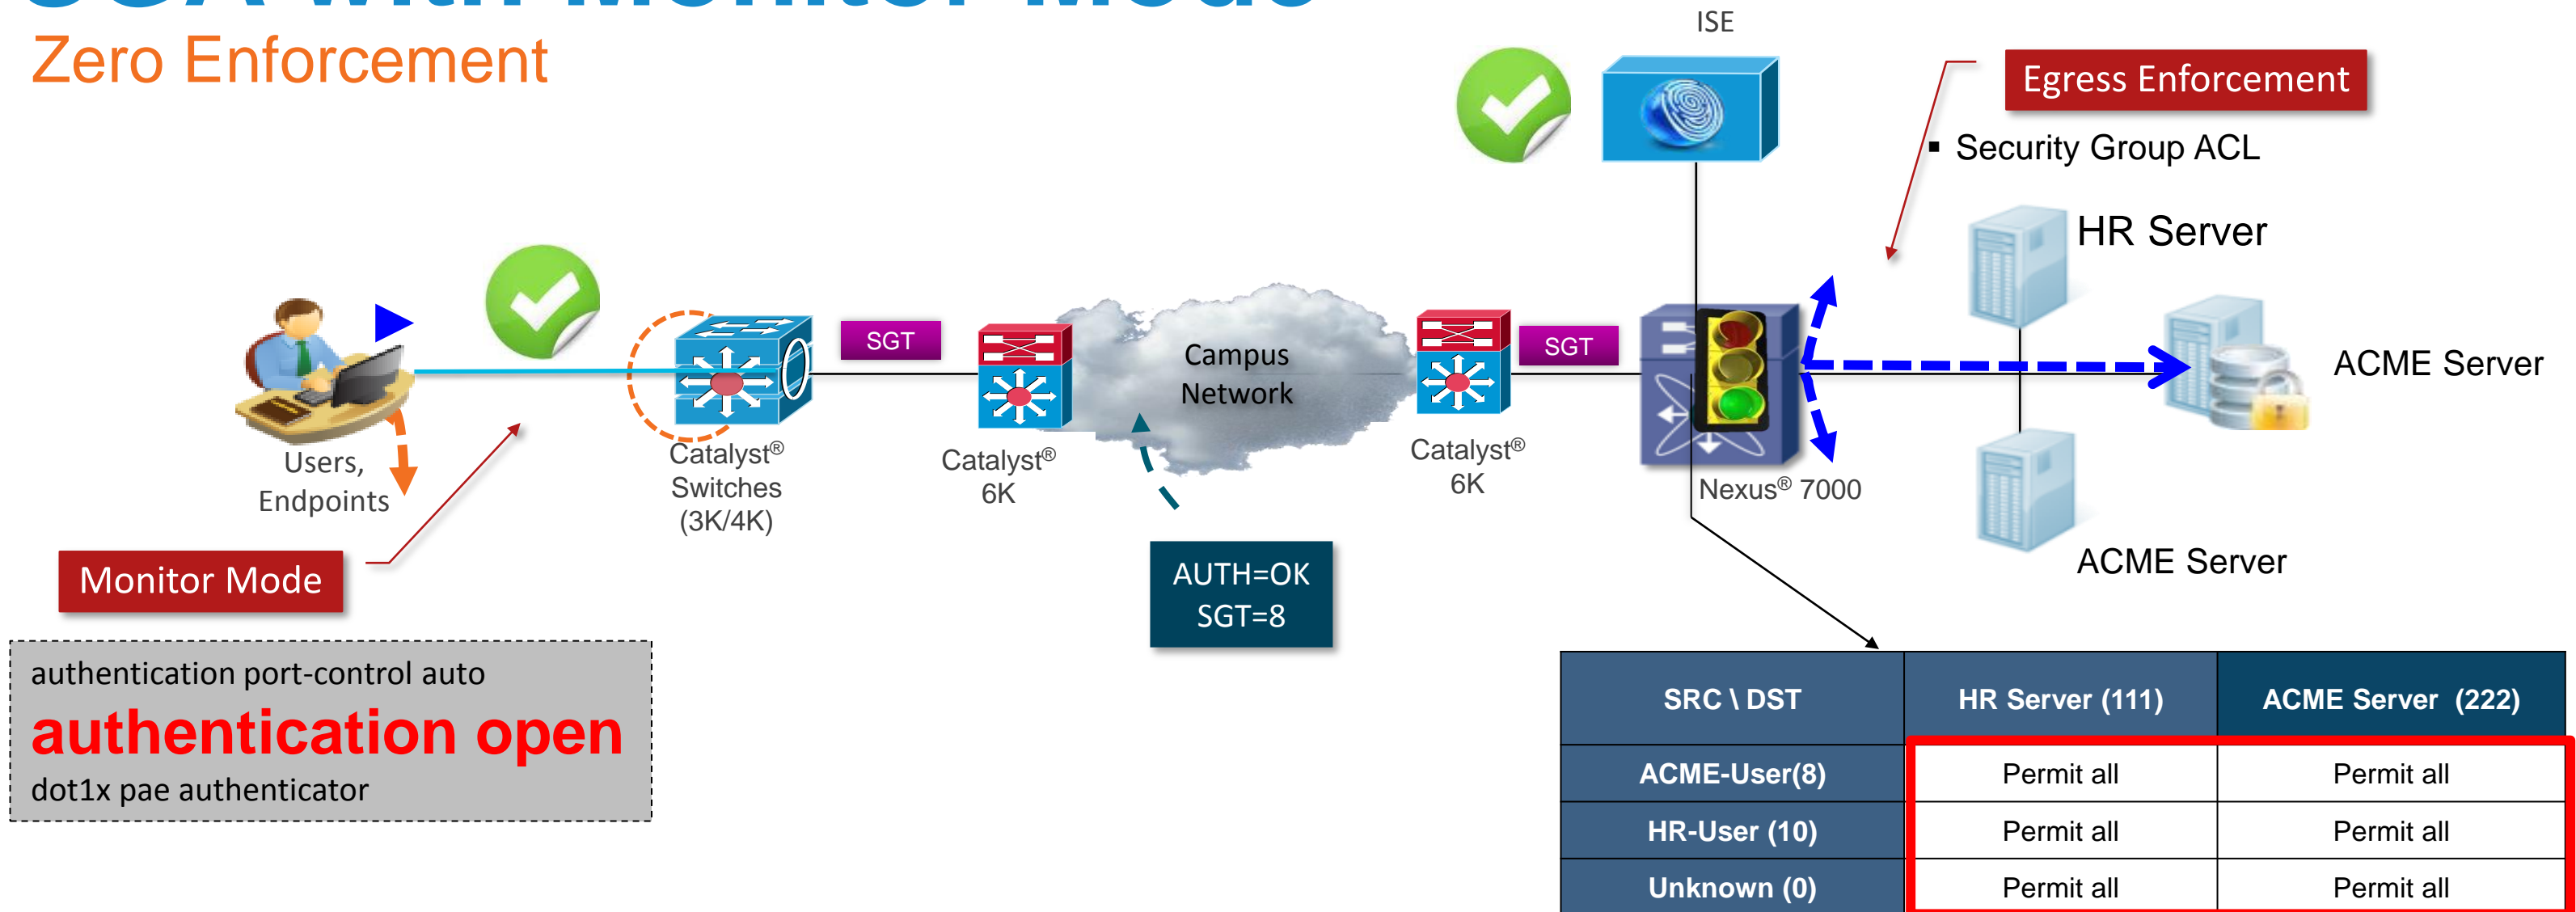 Zero Enforcement
ISE
Egress Enforcement
▪ Security Group ACL
HR Server
SGT
SGT
Campus
Network
ACME Server
Users,
Endpoints
Catalyst®
Switches
(3K/4K)
Catalyst®
6K
Catalyst®
6K
Nexus® 7000
ACME Server
Monitor Mode
AUTH=OK
SGT=8
authentication port-control auto
authentication open
dot1x pae authenticator
SRC \ DST
HR Server (111)
ACME Server (222)
ACME-User(8)
Permit all
Permit all
HR-User (10)
Permit all
Permit all
Unknown (0)
Permit all
Permit all